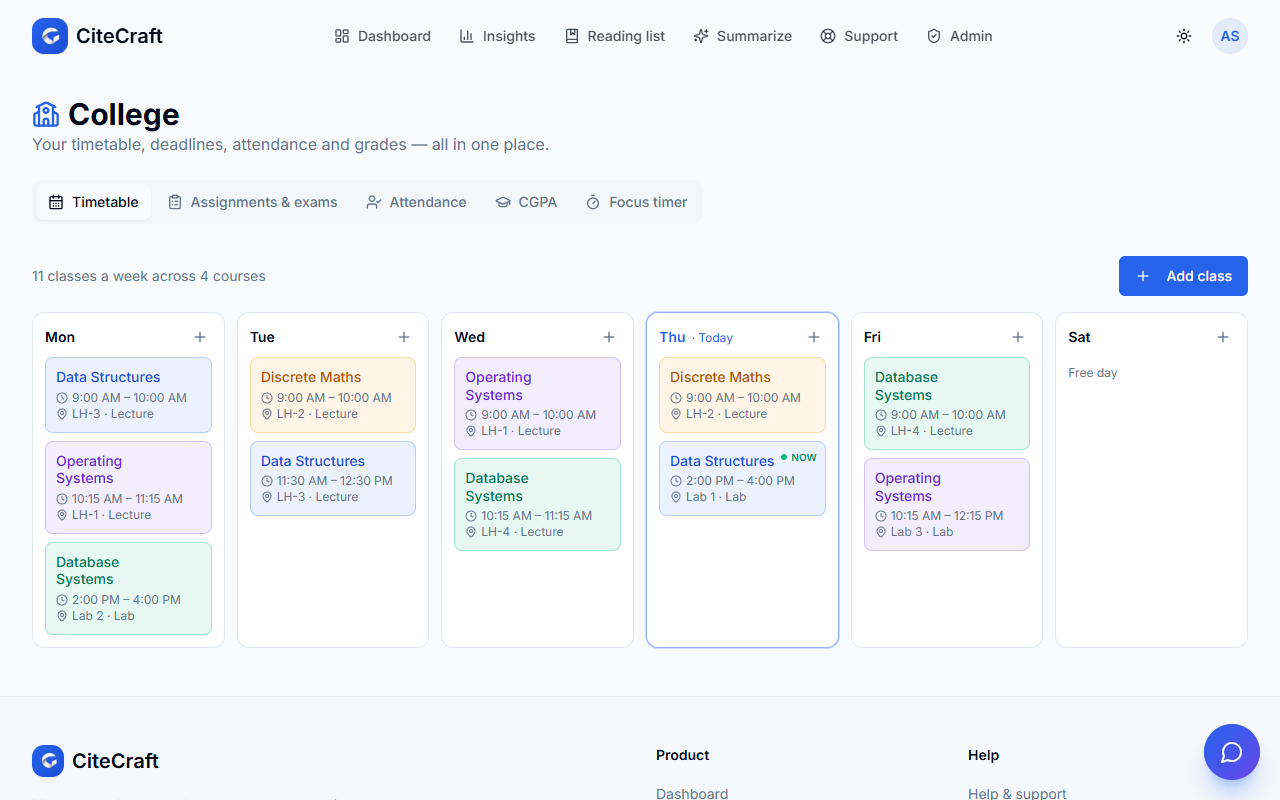 CiteCraft
Dashboard
Insights
Reading list
Summarize
Support
Admin
AS
College
Your timetable, deadlines, attendance and grades — all in one place.
Timetable
Assignments & exams
Attendance
CGPA
Focus timer
11 classes a week across 4 courses
Add class
Mon
Data Structures
9:00 AM – 10:00 AM
LH-3 · Lecture
Operating
Systems
10:15 AM – 11:15 AM
LH-1 · Lecture
Database
Systems
2:00 PM – 4:00 PM
Lab 2 · Lab
Tue
Discrete Maths
9:00 AM – 10:00 AM
LH-2 · Lecture
Data Structures
11:30 AM – 12:30 PM
LH-3 · Lecture
Wed
Operating
Systems
9:00 AM – 10:00 AM
LH-1 · Lecture
Database
Systems
10:15 AM – 11:15 AM
LH-4 · Lecture
Thu · Today
Discrete Maths
9:00 AM – 10:00 AM
LH-2 · Lecture
Data Structures
NOW
2:00 PM – 4:00 PM
Lab 1 · Lab
Fri
Database
Systems
9:00 AM – 10:00 AM
LH-4 · Lecture
Operating
Systems
10:15 AM – 12:15 PM
Lab 3 · Lab
Sat
Free day
CiteCraft
Product
Dashboard
Help
Help & support